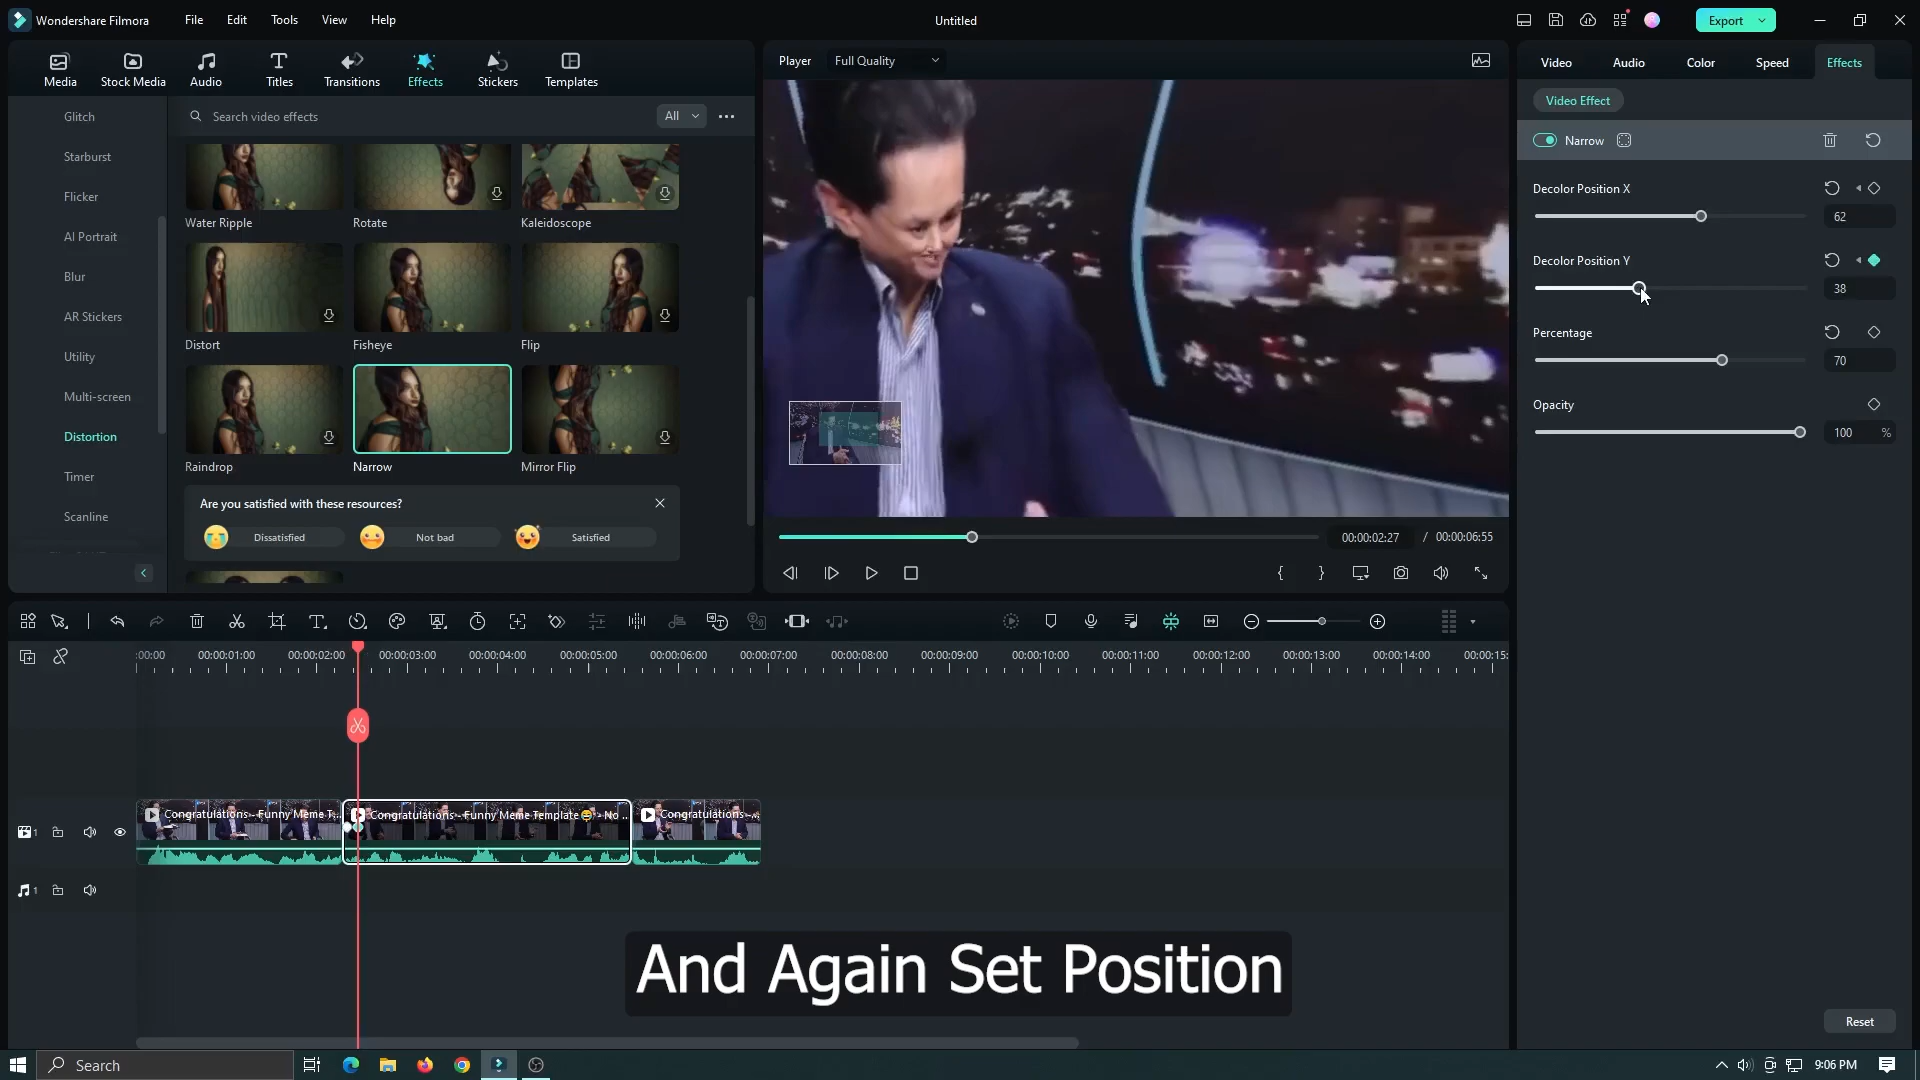 Wondershare Filmora
File
Edit
Tools
View
Help
Untitled
Export
Media
Stock Media
Audio
Titles
Transitions
Effects
Stickers
Templates
Player
Full Quality
Video
Audio
Color
Speed
Effects
Glitch
Starburst
Flicker
AI Portrait
Blur
AR Stickers
Utility
Multi-screen
Distortion
Timer
Scanline
Search video effects
All
Water Ripple
Rotate
Kaleidoscope
Distort
Fisheye
Flip
Raindrop
Narrow
Mirror Flip
Are you satisfied with these resources?
Dissatisfied
Not bad
Satisfied
00:00:02:27 / 00:00:06:55
Video Effect
Narrow
Decolor Position X
62
Decolor Position Y
38
Percentage
70
Opacity
100 %
Reset
:00:00
00:00:01:00
00:00:02:00
00:00:03:00
00:00:04:00
00:00:05:00
00:00:06:00
00:00:07:00
00:00:08:00
00:00:09:00
00:00:10:00
00:00:11:00
00:00:12:00
00:00:13:00
00:00:14:00
00:00:15:
Congratulations - Funny Meme T...
Congratulations - Funny Meme Template 😂 - No ...
Congratulations -...
1
1
And Again Set Position
Search
9:06 PM